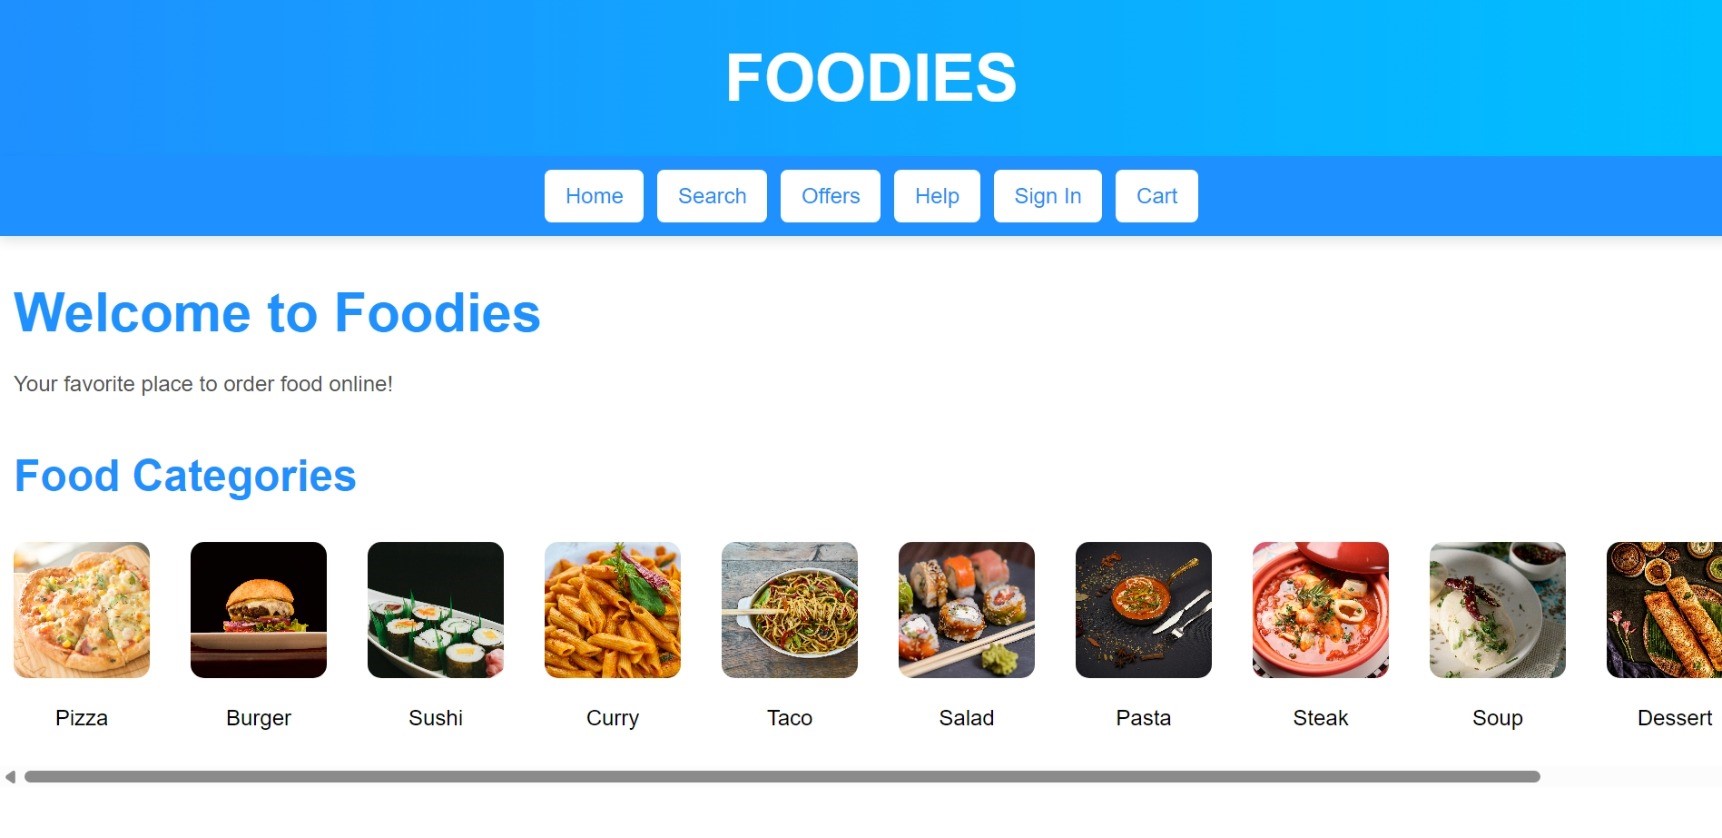 FOODIES
Home Search Offers Help Sign In Cart
Welcome to Foodies
Your favorite place to order food online!
Food Categories
Pizza Burger Sushi Curry Taco Salad Pasta Steak Soup Dessert